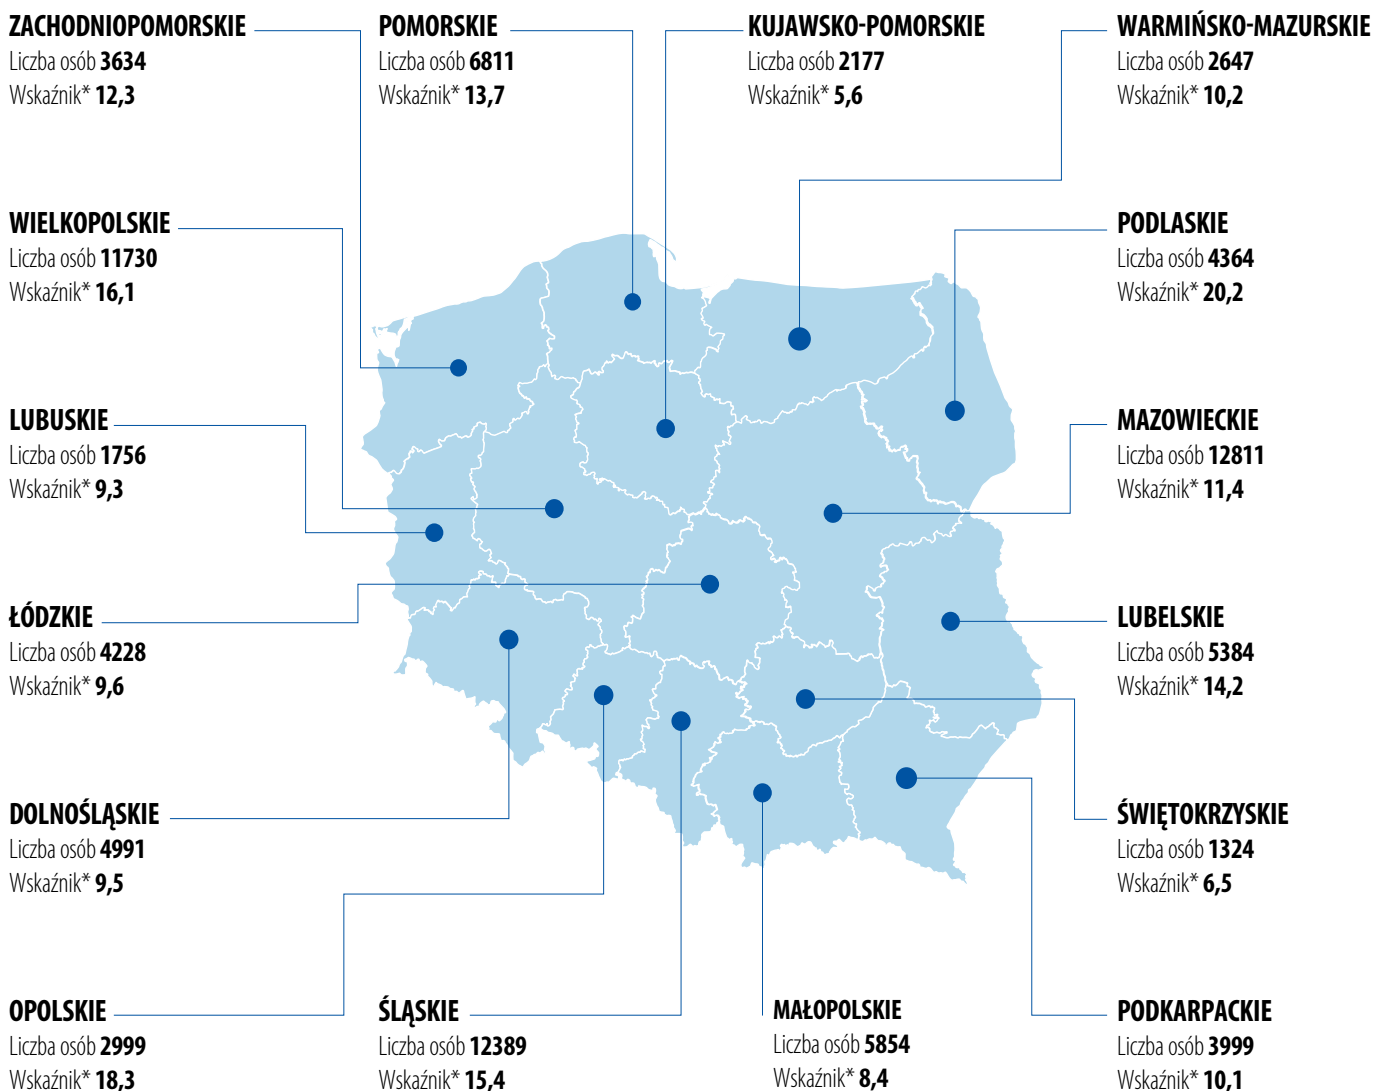 ZACHODNIOPOMORSKIE
Liczba osób 3634
Wskaźnik* 12,3
POMORSKIE
Liczba osób 6811
Wskaźnik* 13,7
KUJAWSKO-POMORSKIE
Liczba osób 2177
Wskaźnik* 5,6
WARMIŃSKO-MAZURSKIE
Liczba osób 2647
Wskaźnik* 10,2
WIELKOPOLSKIE
Liczba osób 11730
Wskaźnik* 16,1
PODLASKIE
Liczba osób 4364
Wskaźnik* 20,2
LUBUSKIE
Liczba osób 1756
Wskaźnik* 9,3
MAZOWIECKIE
Liczba osób 12811
Wskaźnik* 11,4
ŁÓDZKIE
Liczba osób 4228
Wskaźnik* 9,6
LUBELSKIE
Liczba osób 5384
Wskaźnik* 14,2
DOLNOŚLĄSKIE
Liczba osób 4991
Wskaźnik* 9,5
ŚWIĘTOKRZYSKIE
Liczba osób 1324
Wskaźnik* 6,5
OPOLSKIE
Liczba osób 2999
Wskaźnik* 18,3
ŚLĄSKIE
Liczba osób 12389
Wskaźnik* 15,4
MAŁOPOLSKIE
Liczba osób 5854
Wskaźnik* 8,4
PODKARPACKIE
Liczba osób 3999
Wskaźnik* 10,1